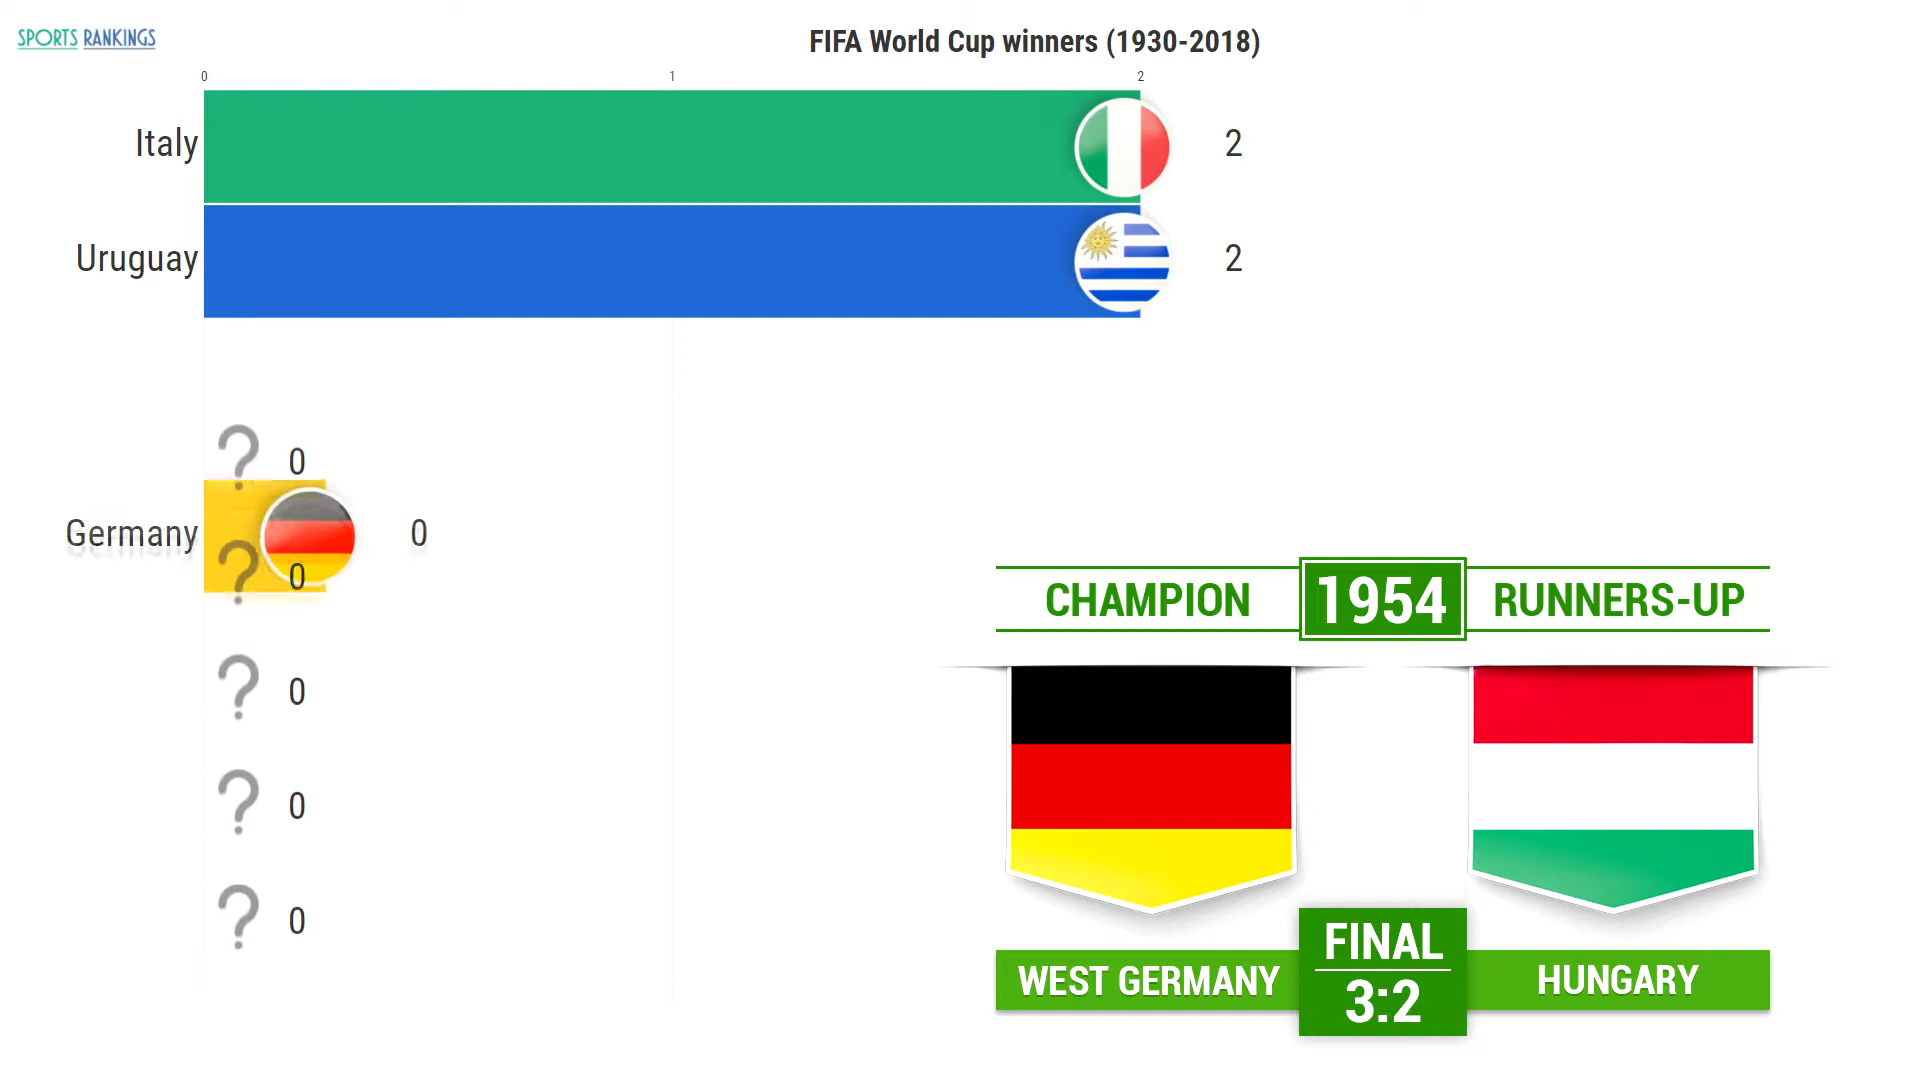 SPORTS RANKINGS
FIFA World Cup winners (1930-2018)
0 1 2
Italy 2
Uruguay 2
? 0
Germany 0
? 0
? 0
? 0
? 0
CHAMPION 1954 RUNNERS-UP
WEST GERMANY FINAL 3:2 HUNGARY